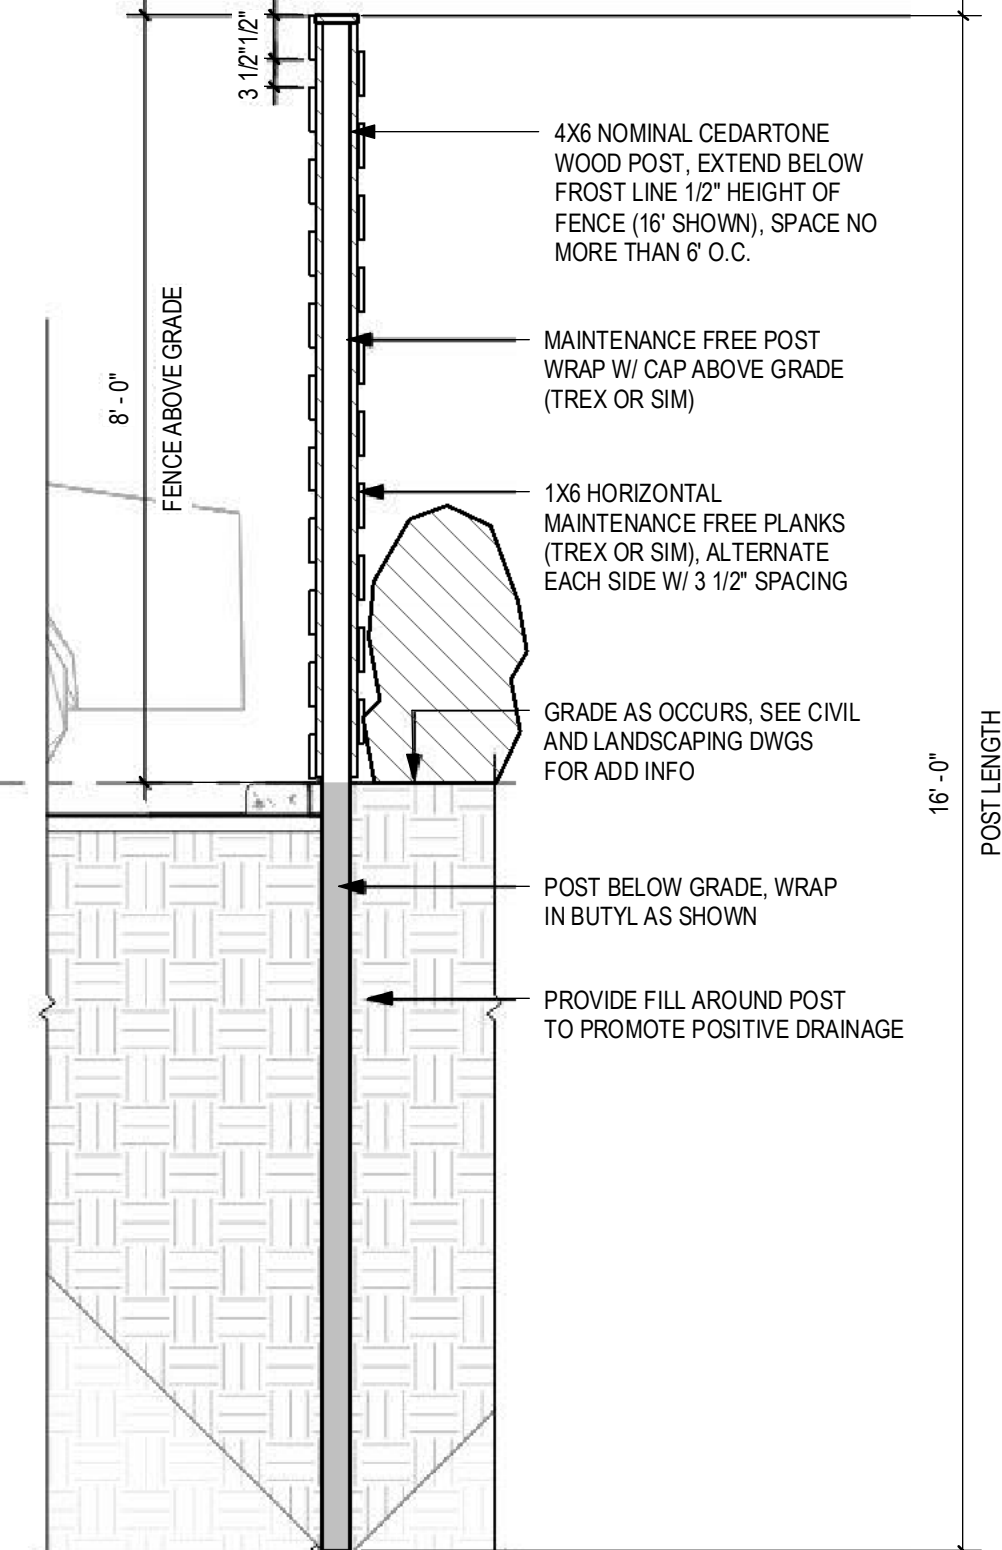 3 1/2"
1/2"
8' - 0"
FENCE ABOVE GRADE
4X6 NOMINAL CEDARTONE
WOOD POST, EXTEND BELOW
FROST LINE 1/2" HEIGHT OF
FENCE (16' SHOWN), SPACE NO
MORE THAN 6' O.C.
MAINTENANCE FREE POST
WRAP W/ CAP ABOVE GRADE
(TREX OR SIM)
1X6 HORIZONTAL
MAINTENANCE FREE PLANKS
(TREX OR SIM), ALTERNATE
EACH SIDE W/ 3 1/2" SPACING
GRADE AS OCCURS, SEE CIVIL
AND LANDSCAPING DWGS
FOR ADD INFO
POST BELOW GRADE, WRAP
IN BUTYL AS SHOWN
PROVIDE FILL AROUND POST
TO PROMOTE POSITIVE DRAINAGE
16' - 0"
POST LENGTH